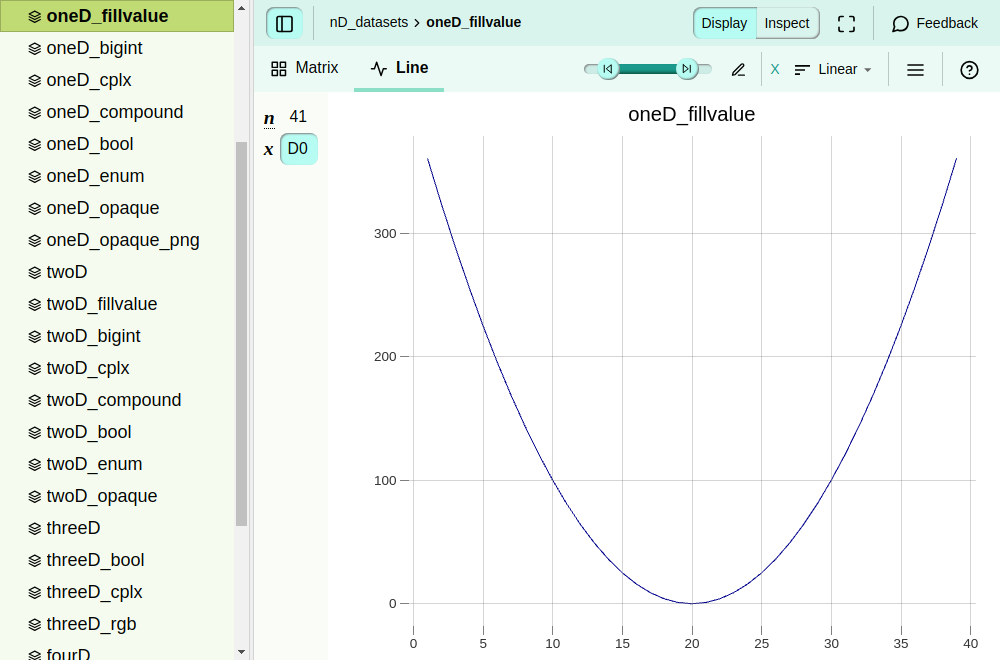 oneD_fillvalue
oneD_bigint
oneD_cplx
oneD_compound
oneD_bool
oneD_enum
oneD_opaque
oneD_opaque_png
twoD
twoD_fillvalue
twoD_bigint
twoD_cplx
twoD_compound
twoD_bool
twoD_enum
twoD_opaque
threeD
threeD_bool
threeD_cplx
threeD_rgb
fourD
nD_datasets › oneD_fillvalue
Display Inspect
Feedback
Matrix Line
X Linear
n 41
x D0
oneD_fillvalue
300
200
100
0
0 5 10 15 20 25 30 35 40